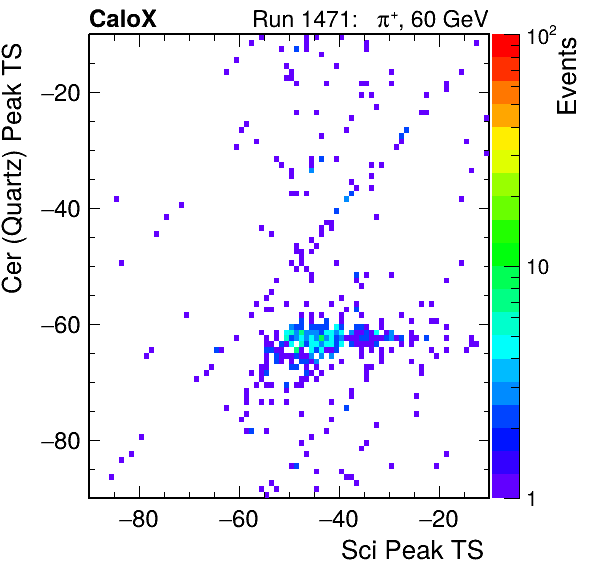 CaloX Run 1471: π⁺, 60 GeV
Cer (Quartz) Peak TS
−20
−40
−60
−80
−80 −60 −40 −20
Sci Peak TS
10²
10
1
Events